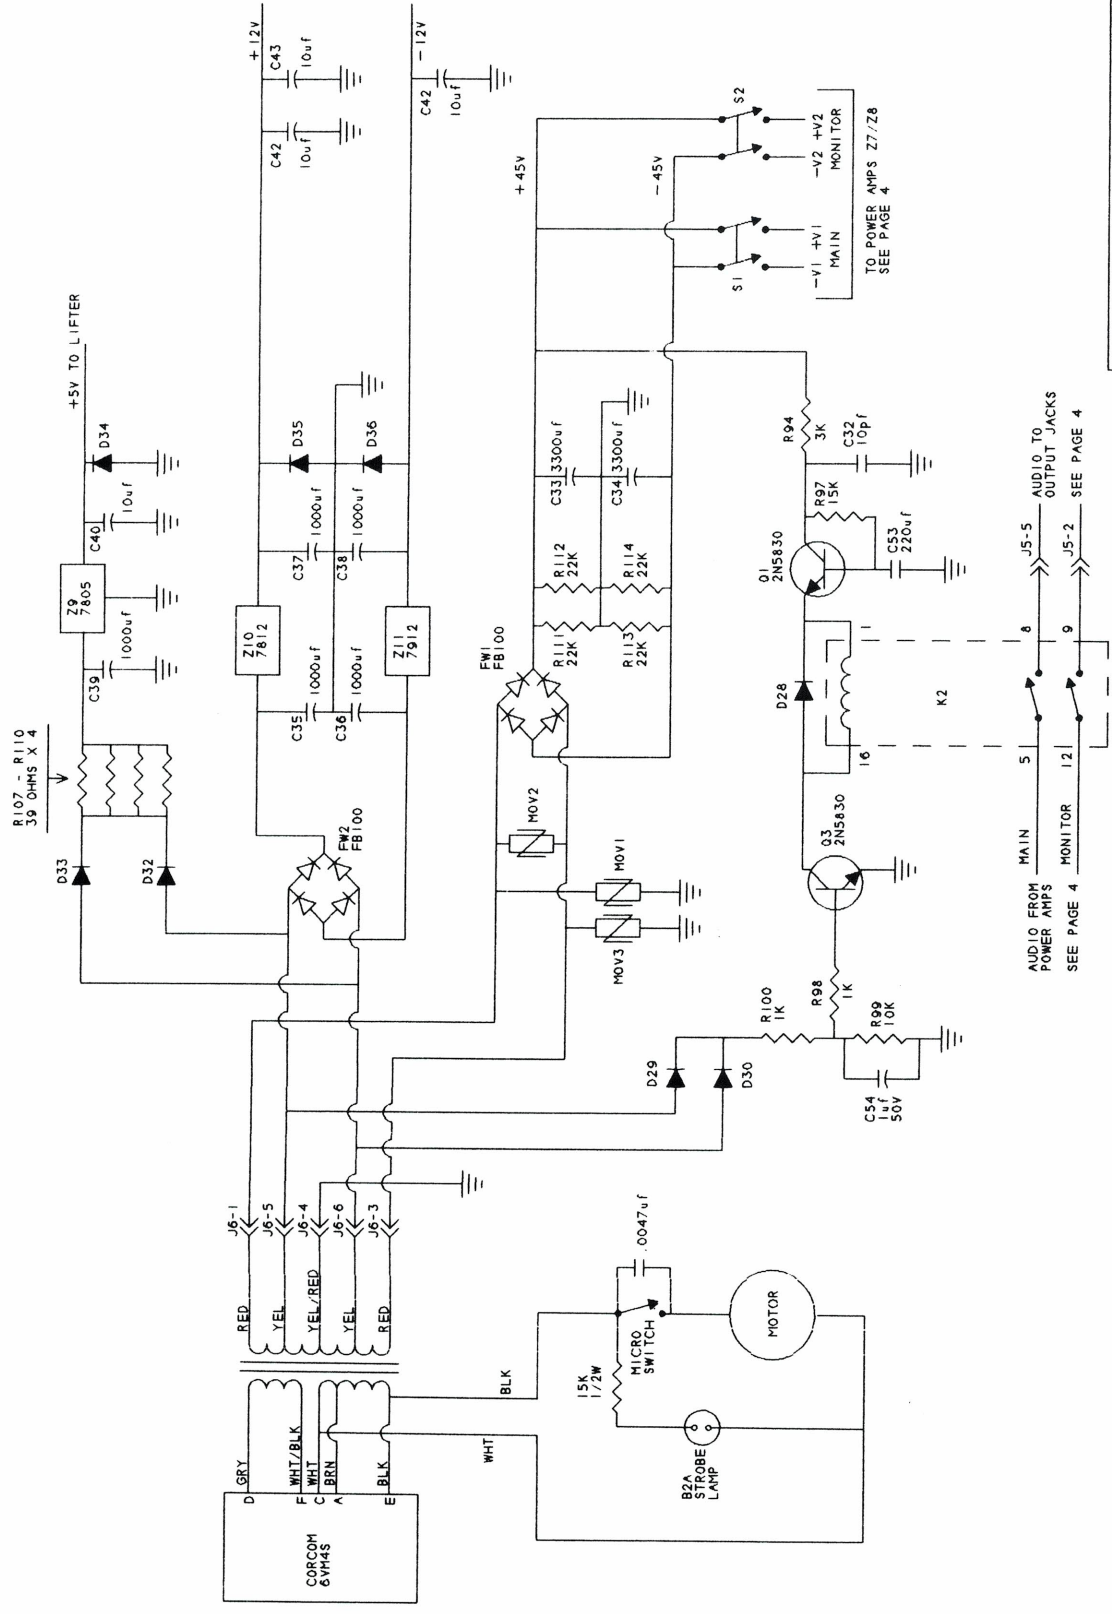 R107 - R110
39 OHMS X 4
D33
D32
C39
1000uf
Z9
7805
C40
10uf
D34
+5V TO LIFTER
FW2
FB100
C35
1000uf
C36
1000uf
Z10
7812
Z11
7912
C37
1000uf
C38
1000uf
D35
D36
C42
10uf
C43
10uf
+12V
-12V
C42
10uf
CORCOM
6VM4S
D
F
C
A
E
GRY
WHT/BLK
WHT
BRN
BLK
RED
YEL
YEL/RED
YEL
RED
J6-1
J6-5
J6-4
J6-6
J6-3
MOV2
MOV1
MOV3
FW1
FB100
R111
22K
R112
22K
R113
22K
R114
22K
C33
3300uf
C34
3300uf
+45V
-45V
S1
S2
-V1
+V1
MAIN
-V2
+V2
MONITOR
TO POWER AMPS Z7/Z8
SEE PAGE 4
BLK
WHT
15K
1/2W
MICRO
SWITCH
.0047uf
B2A
STROBE
LAMP
MOTOR
D29
D30
R100
1K
R98
1K
R99
10K
C54
1uf
50V
Q3
2N5830
D28
16
1
K2
Q1
2N5830
R97
15K
C53
220uf
R94
3K
C32
10pf
AUDIO FROM
POWER AMPS
MAIN
5
8
J5-5
AUDIO TO
OUTPUT JACKS
SEE PAGE 4
MONITOR
12
9
J5-2
SEE PAGE 4